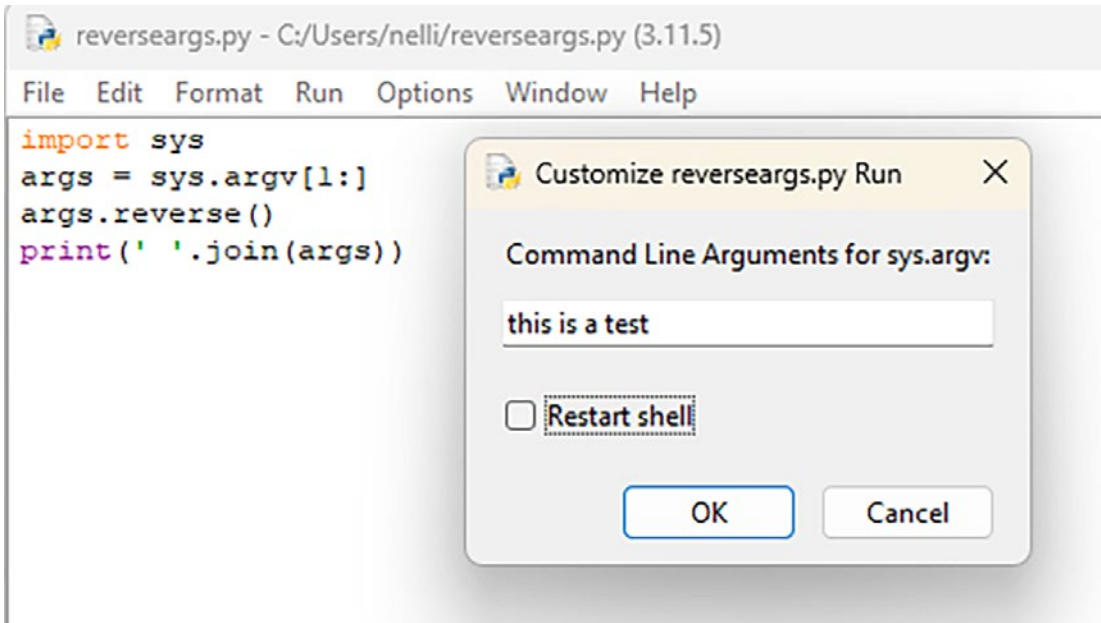 reverseargs.py - C:/Users/nelli/reverseargs.py (3.11.5)
File Edit Format Run Options Window Help
import sys
args = sys.argv[1:]
args.reverse()
print(' '.join(args))
Customize reverseargs.py Run
Command Line Arguments for sys.argv:
this is a test
Restart shell
OK Cancel